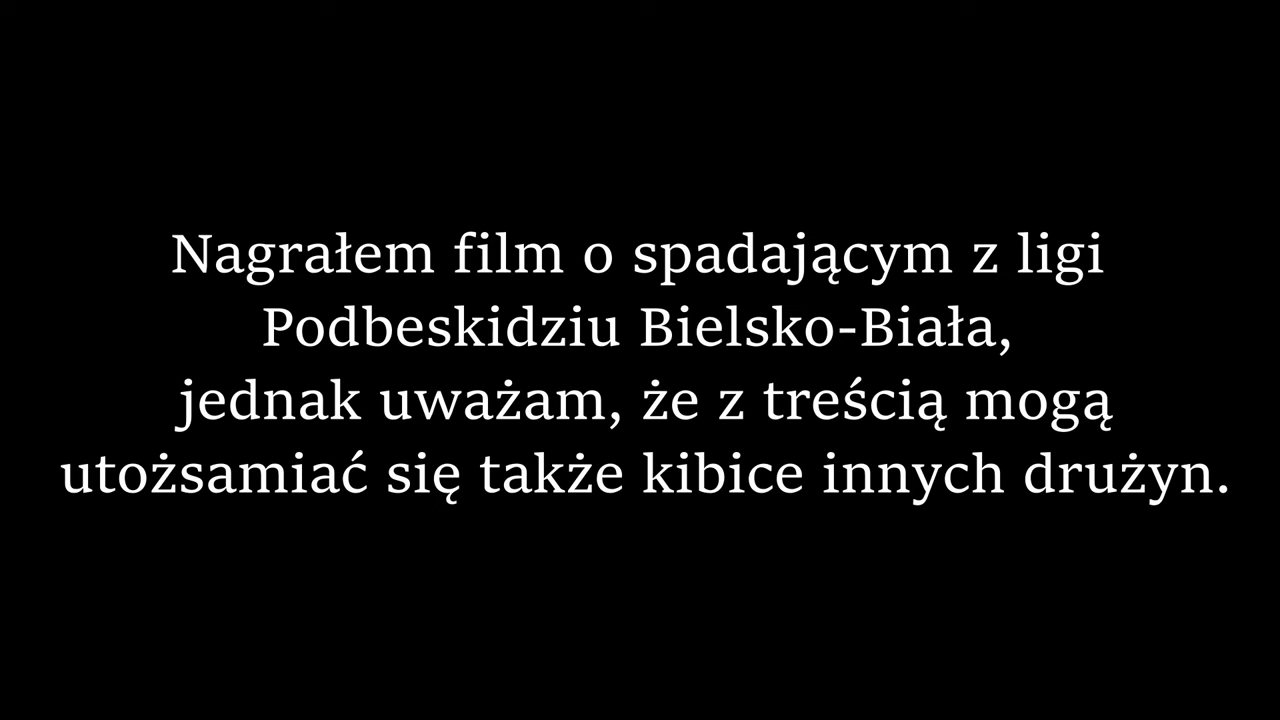 Nagrałem film o spadającym z ligi
Podbeskidziu Bielsko-Biała,
jednak uważam, że z treścią mogą
utożsamiać się także kibice innych drużyn.